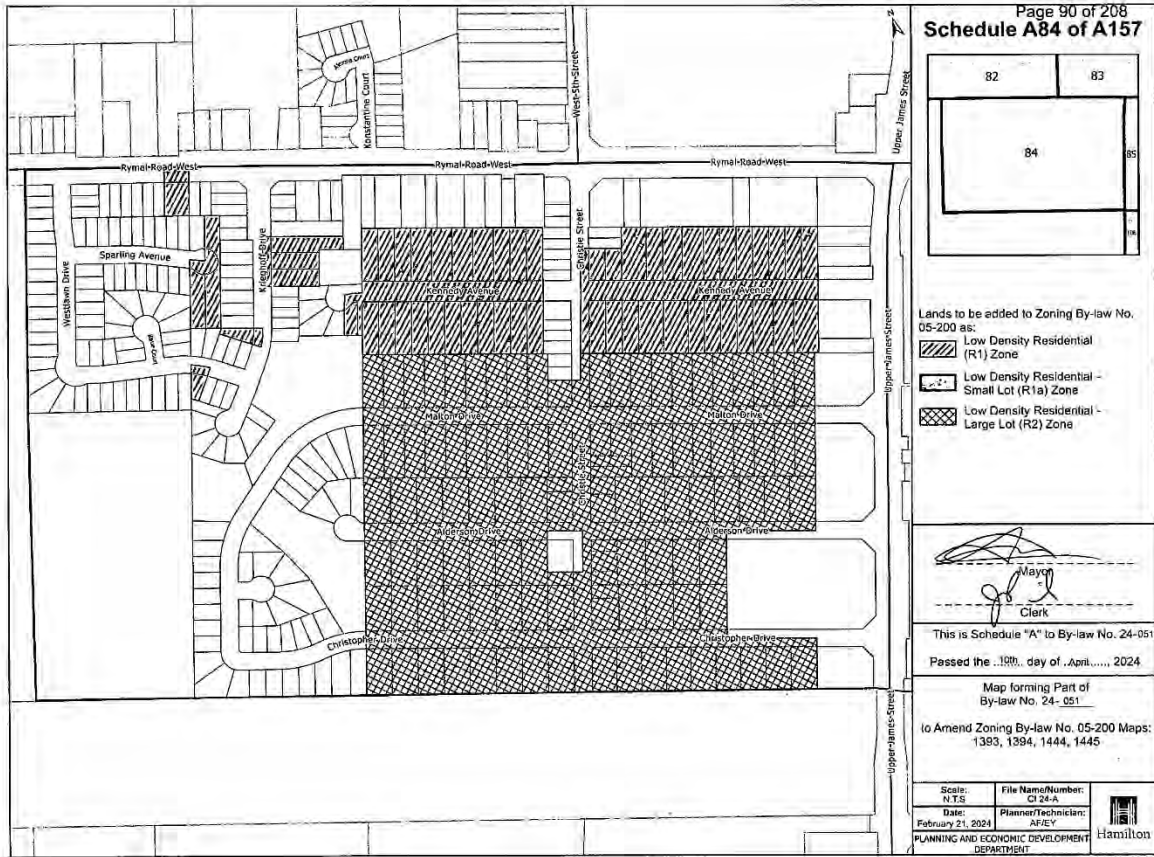 Page 90 of 208
Schedule A84 of A157
82
83
84
85
106
Lands to be added to Zoning By-law No.
05-200 as:
Low Density Residential
(R1) Zone
Low Density Residential -
Small Lot (R1a) Zone
Low Density Residential -
Large Lot (R2) Zone
Mayor
Clerk
This is Schedule "A" to By-law No. 24-051
Passed the ..10th.. day of ..April....., 2024
Map forming Part of
By-law No. 24- 051
to Amend Zoning By-law No. 05-200 Maps:
1393, 1394, 1444, 1445
Scale:
N.T.S
File Name/Number:
CI 24-A
Date:
February 21, 2024
Planner/Technician:
AF/EY
PLANNING AND ECONOMIC DEVELOPMENT
DEPARTMENT
Hamilton
Konstantine Court
West-5th-Street
Upper James Street
Rymal-Road-West
Rymal-Road-West
Rymal-Road-West
Westlawn Drive
Sparling Avenue
Krieghoff-Drive
Christie Street
Kennedy Avenue
Kennedy Avenue
Upper-James-Street
Malton Drive
Malton Drive
Christie-Street
Alderson Drive
Alderson Drive
Christopher Drive
Christopher Drive
Upper-James-Street
N